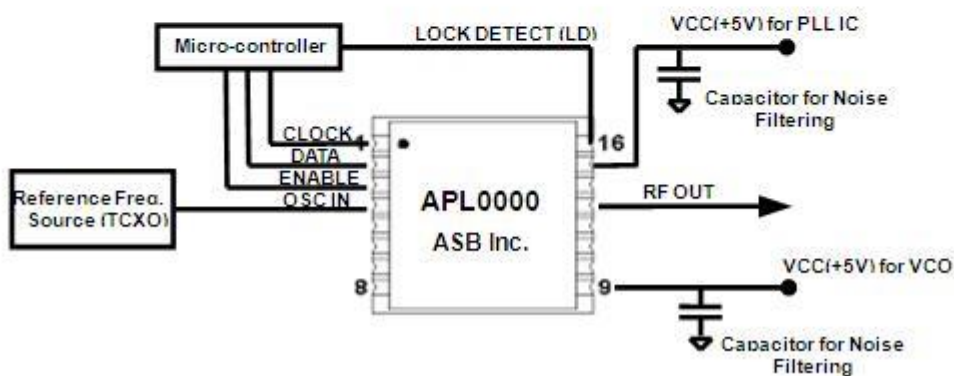 Micro-controller
LOCK DETECT (LD)
VCC(+5V) for PLL IC
Capacitor for Noise
Filtering
CLOCK
1
16
DATA
ENABLE
Reference Freq.
Source (TCXO)
OSC IN
APL0000
ASB Inc.
RF OUT
8
9
VCC(+5V) for VCO
Capacitor for Noise
Filtering